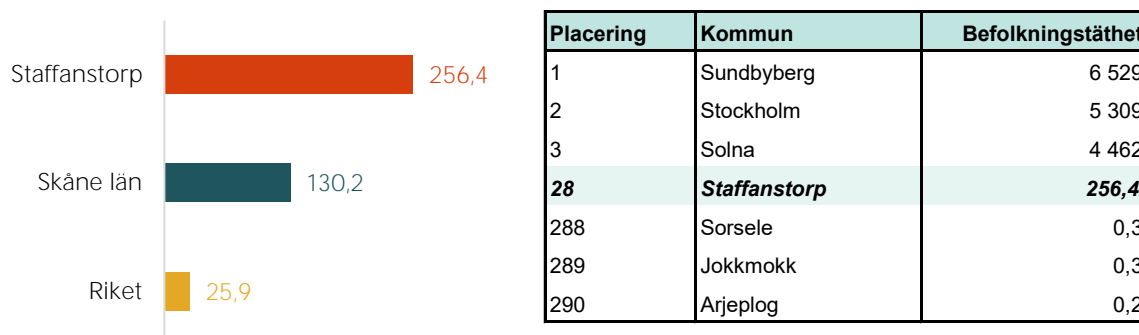 Staffanstorp 256,4
Skåne län 130,2
Riket 25,9
Placering Kommun Befolkningstäthet
1 Sundbyberg 6 529
2 Stockholm 5 309
3 Solna 4 462
28 Staffanstorp 256,4
288 Sorsele 0,3
289 Jokkmokk 0,3
290 Arjeplog 0,2